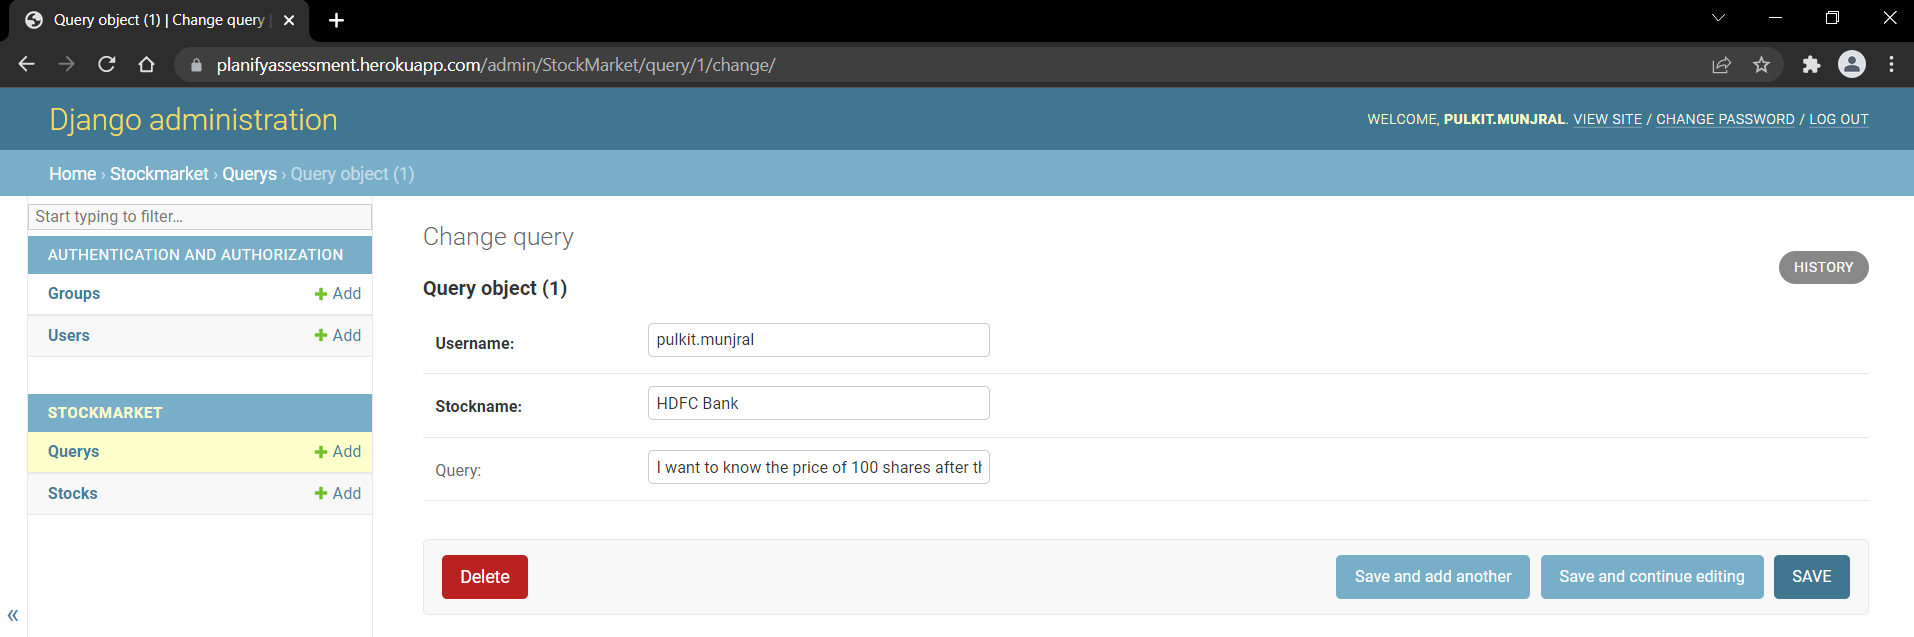 Query object (1) | Change query |
planifyassessment.herokuapp.com/admin/StockMarket/query/1/change/
Django administration
WELCOME, PULKIT.MUNJRAL. VIEW SITE / CHANGE PASSWORD / LOG OUT
Home › Stockmarket › Querys › Query object (1)
Start typing to filter...
AUTHENTICATION AND AUTHORIZATION
Groups + Add
Users + Add
STOCKMARKET
Querys + Add
Stocks + Add
«
Change query
HISTORY
Query object (1)
Username: pulkit.munjral
Stockname: HDFC Bank
Query: I want to know the price of 100 shares after
Delete Save and add another Save and continue editing SAVE